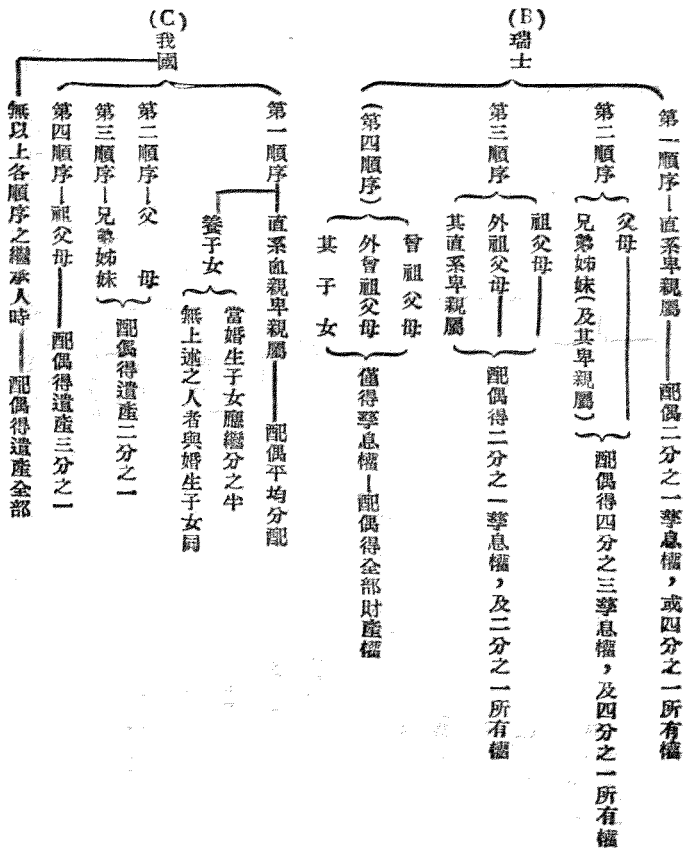 (B)
瑞士
第一順序—直系卑親屬——配偶二分之一孳息權,或四分之一所有權
第二順序
父母
兄弟姊妹(及其卑親屬)
配偶得四分之三孳息權,及四分之一所有權
第三順序
祖父母
外祖父母
其直系卑親屬
配偶得二分之一孳息權,及二分之一所有權
(第四順序)
曾祖父母
外曾祖父母
其子女
僅得孳息權—配偶得全部財產權
(C)
我國
第一順序
直系血親卑親屬——配偶平均分配
養子女
當婚生子女應繼分之半
無上述之人者與婚生子女同
第二順序—父母
第三順序—兄弟姊妹
配偶得遺產二分之一
第四順序—祖父母——配偶得遺產三分之一
無以上各順序之繼承人時——配偶得遺產全部